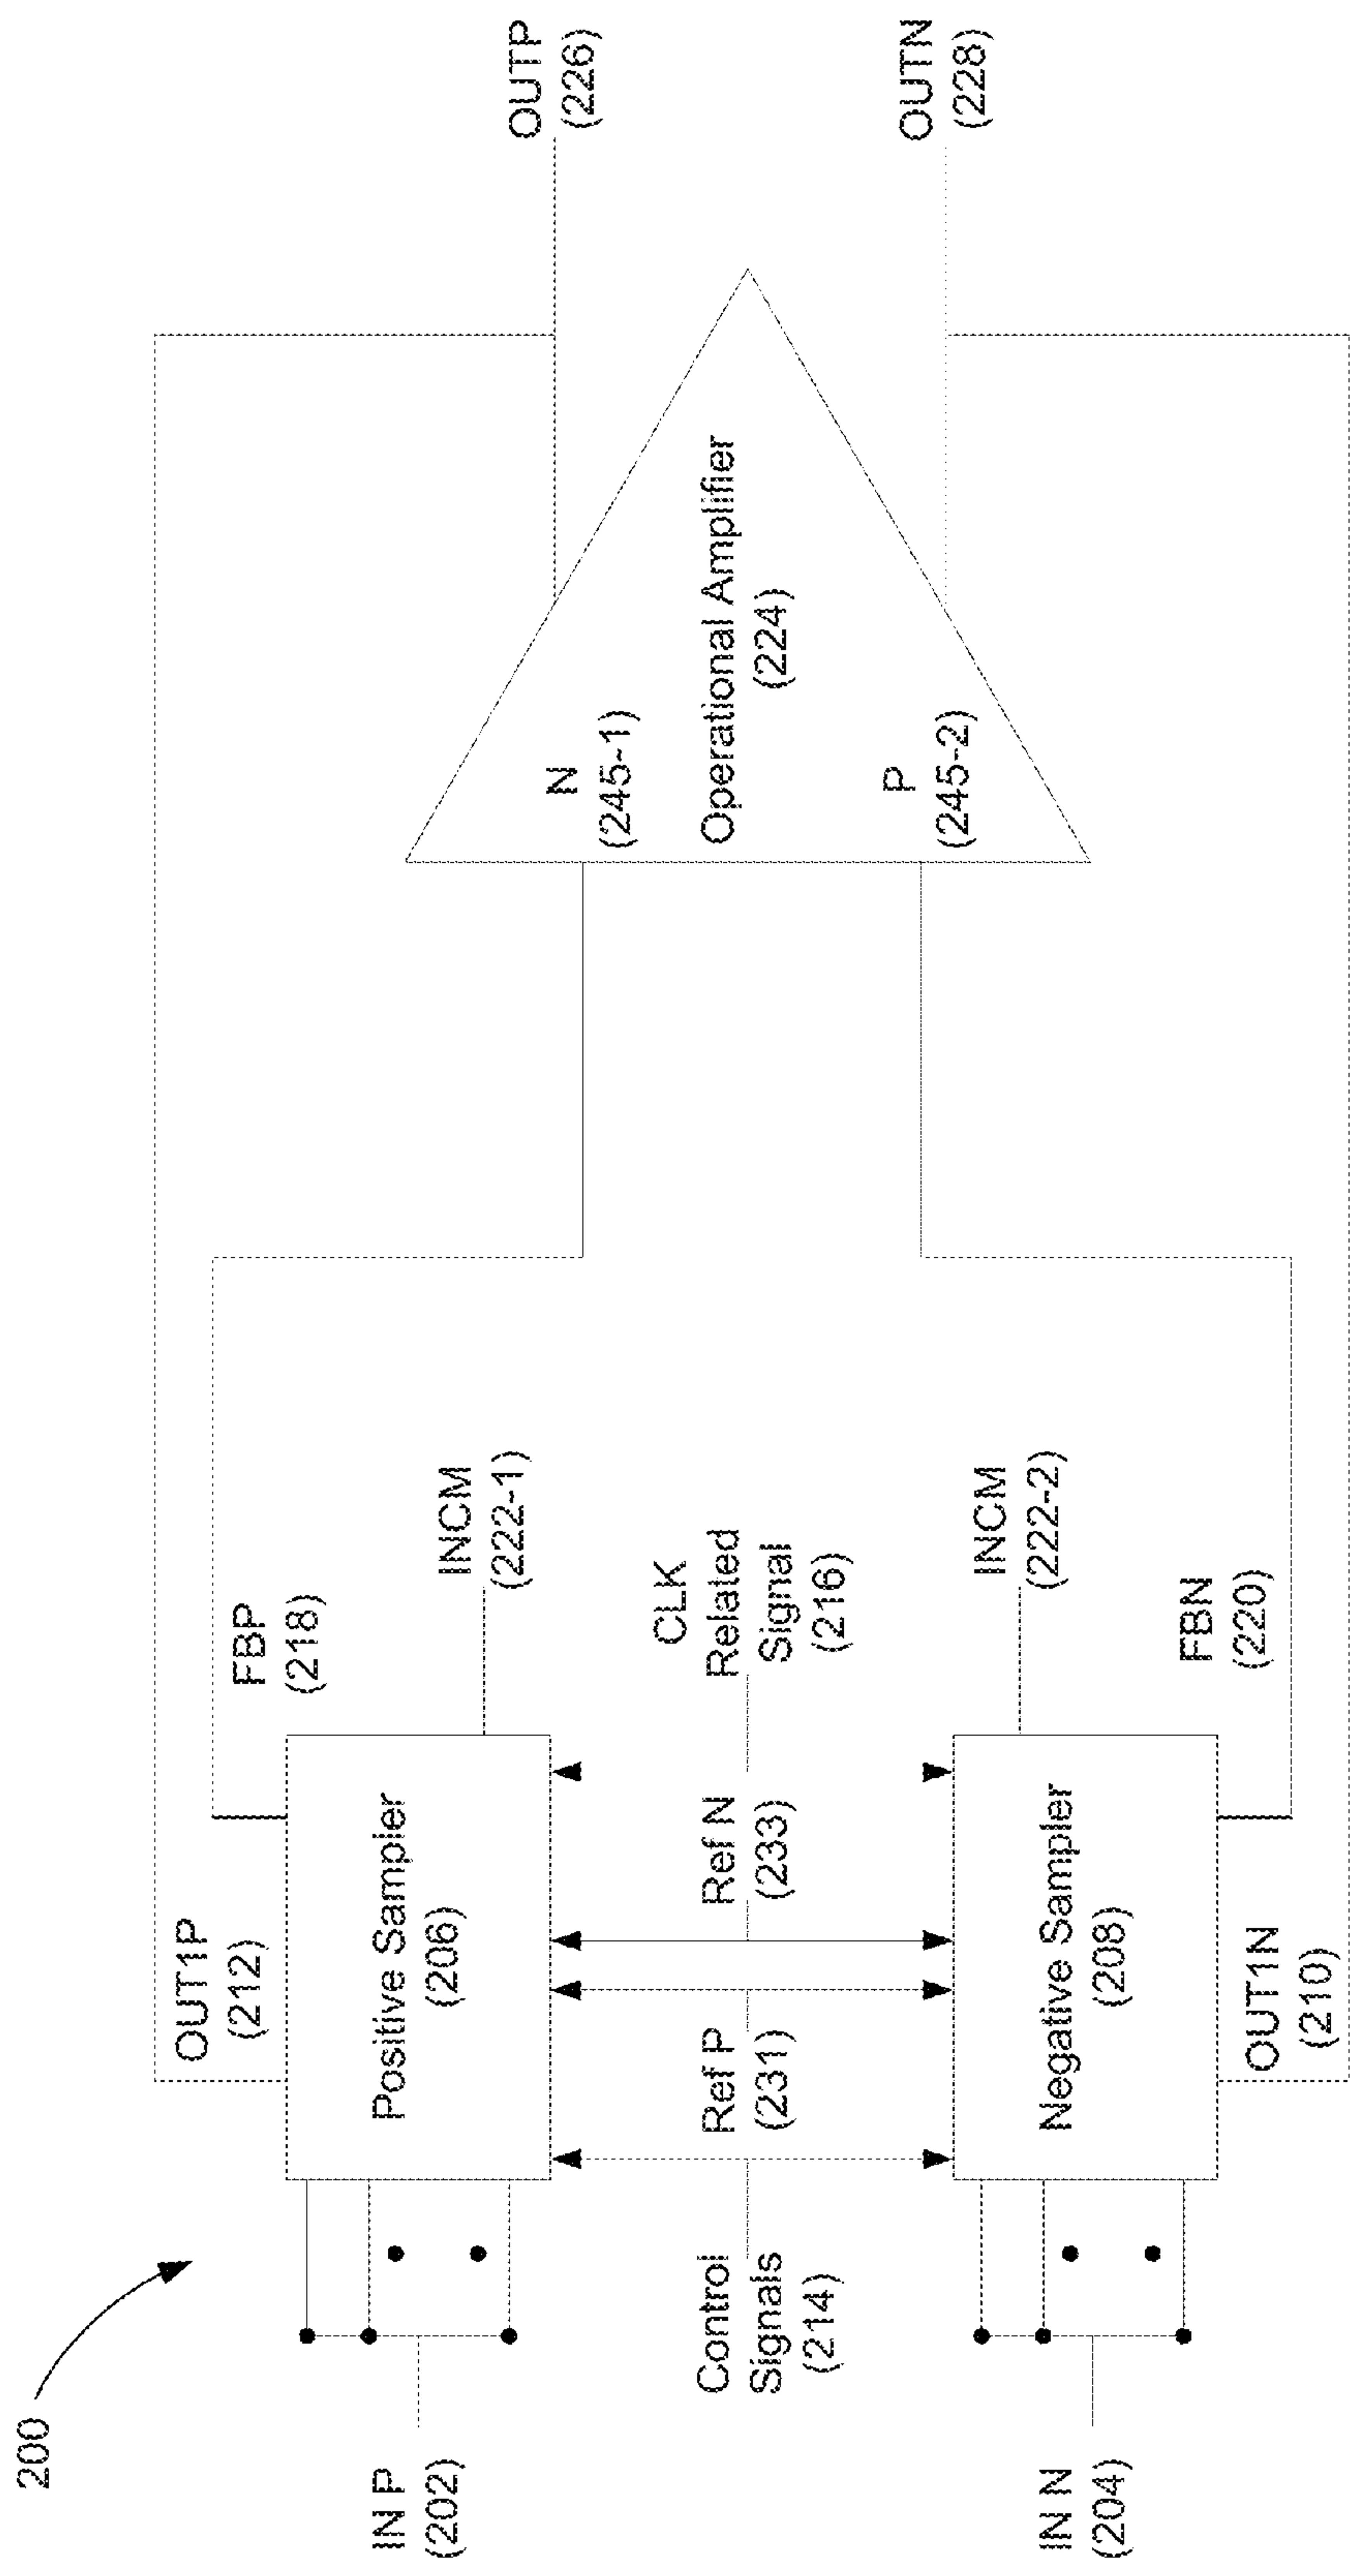 200
IN P
(202)
IN N
(204)
Control
Signals
(214)
OUT1P
(212)
Positive Sampler
(206)
FBP
(218)
INCM
(222-1)
Ref P
(231)
Ref N
(233)
CLK
Related
Signal
(216)
Negative Sampler
(208)
OUT1N
(210)
FBN
(220)
INCM
(222-2)
N
(245-1)
Operational Amplifier
(224)
P
(245-2)
OUTP
(226)
OUTN
(228)